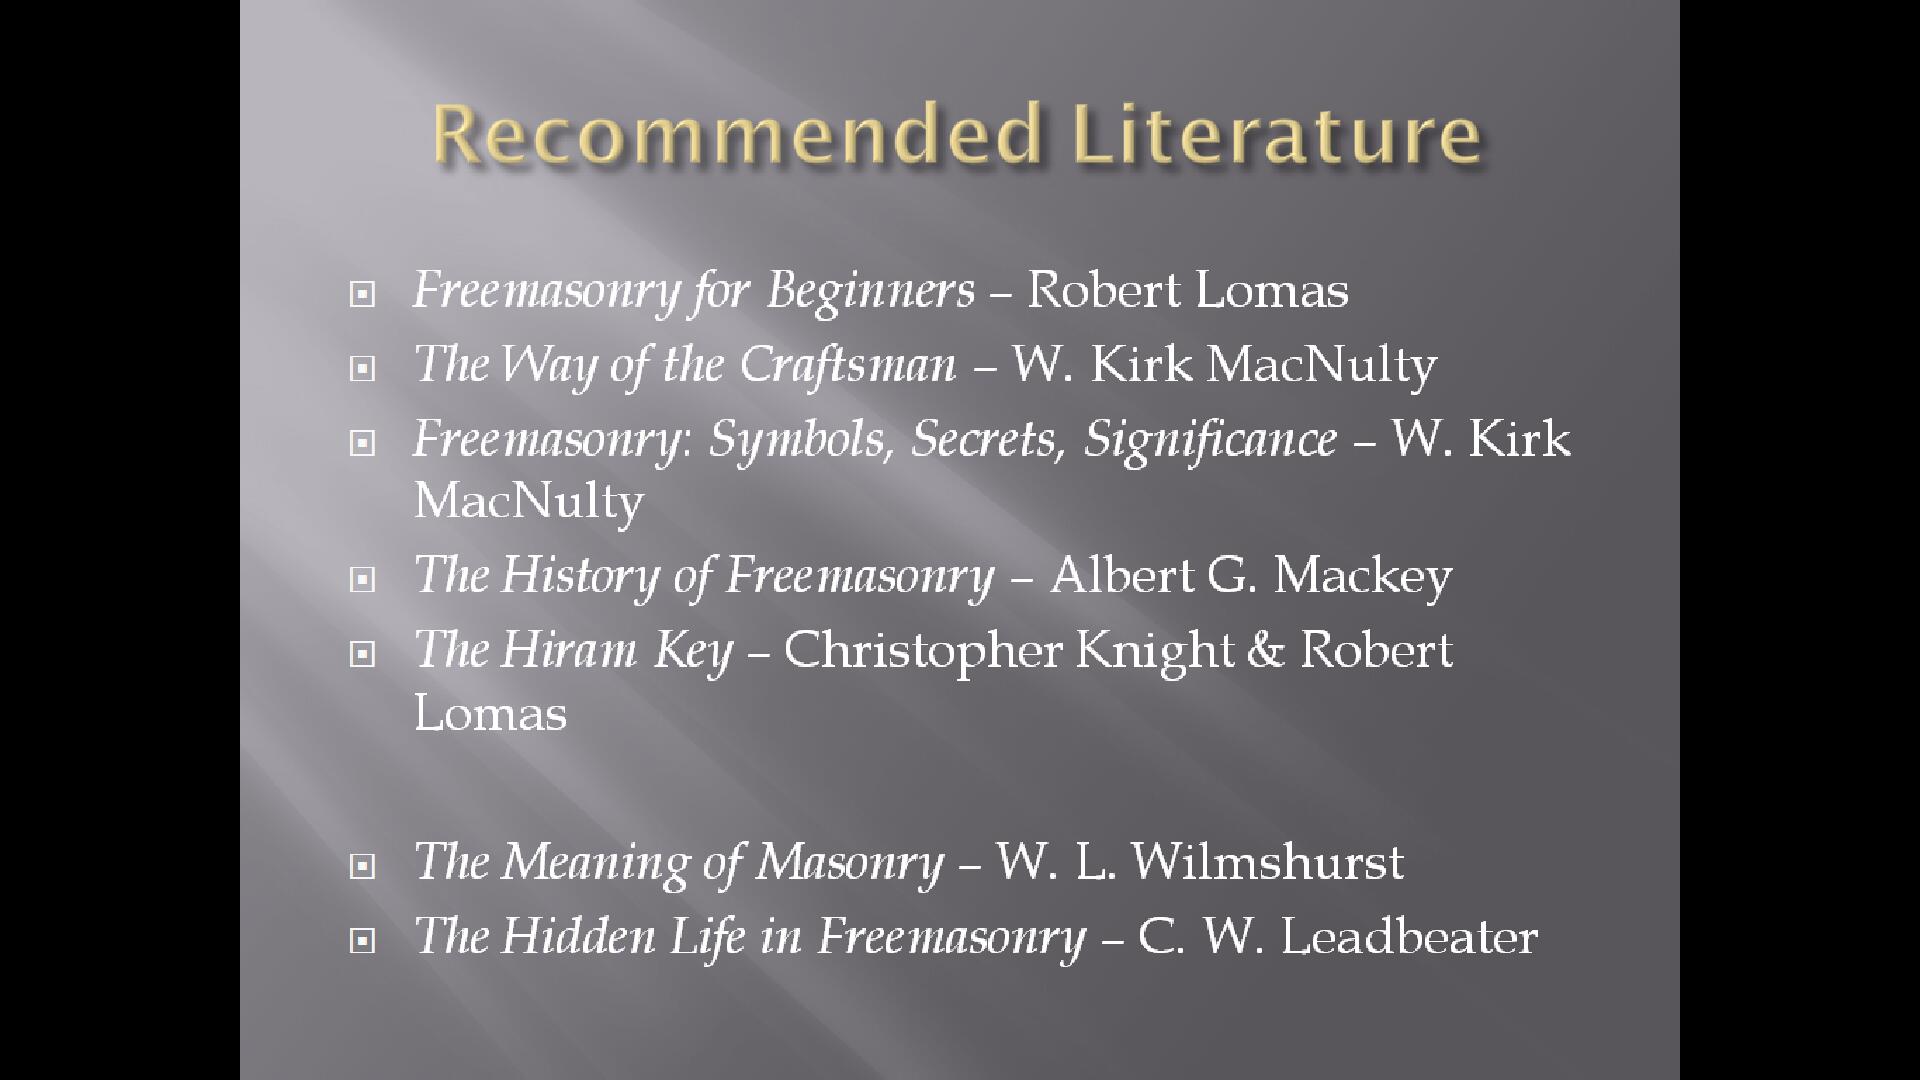 Recommended Literature
Freemasonry for Beginners – Robert Lomas
The Way of the Craftsman – W. Kirk MacNulty
Freemasonry: Symbols, Secrets, Significance – W. Kirk
MacNulty
The History of Freemasonry – Albert G. Mackey
The Hiram Key – Christopher Knight & Robert
Lomas
The Meaning of Masonry – W. L. Wilmshurst
The Hidden Life in Freemasonry – C. W. Leadbeater